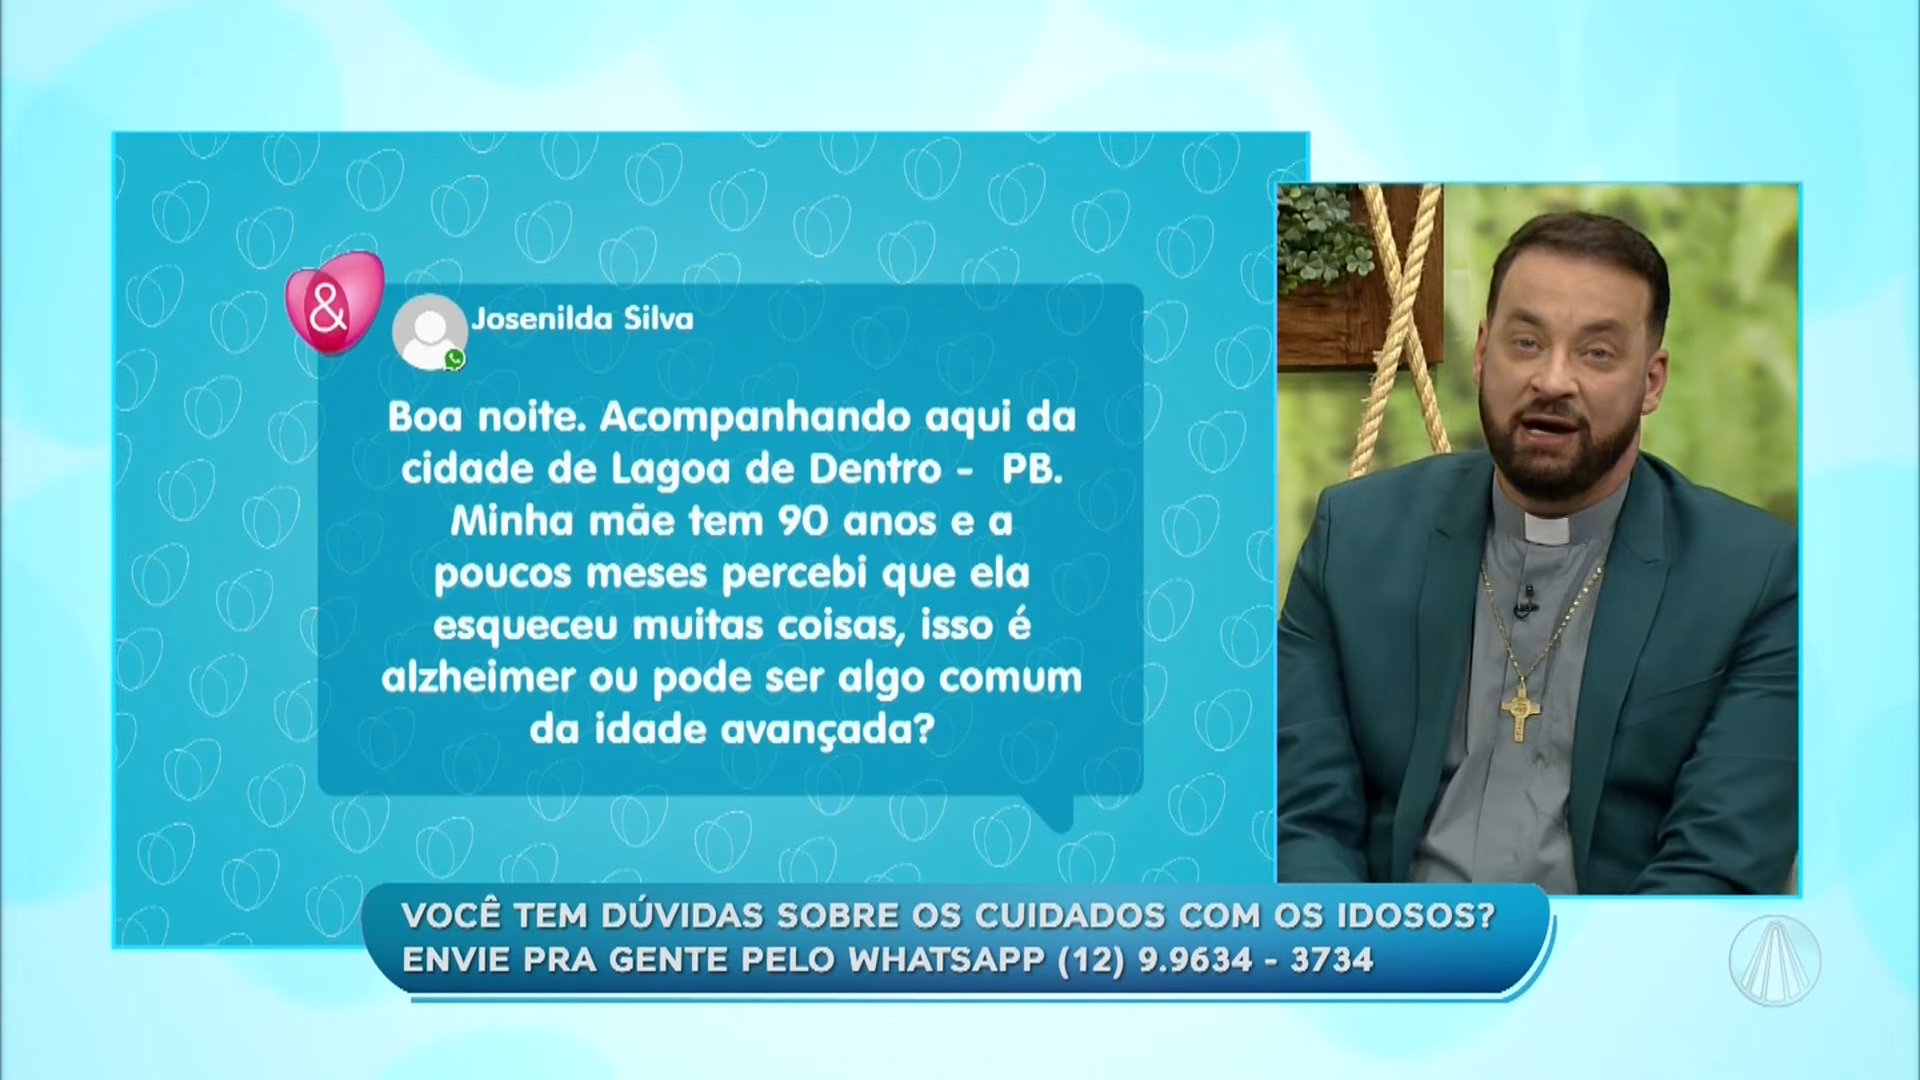 &
Josenilda Silva
Boa noite. Acompanhando aqui da
cidade de Lagoa de Dentro - PB.
Minha mãe tem 90 anos e a
poucos meses percebi que ela
esqueceu muitas coisas, isso é
alzheimer ou pode ser algo comum
da idade avançada?
VOCÊ TEM DÚVIDAS SOBRE OS CUIDADOS COM OS IDOSOS?
ENVIE PRA GENTE PELO WHATSAPP (12) 9.9634 - 3734